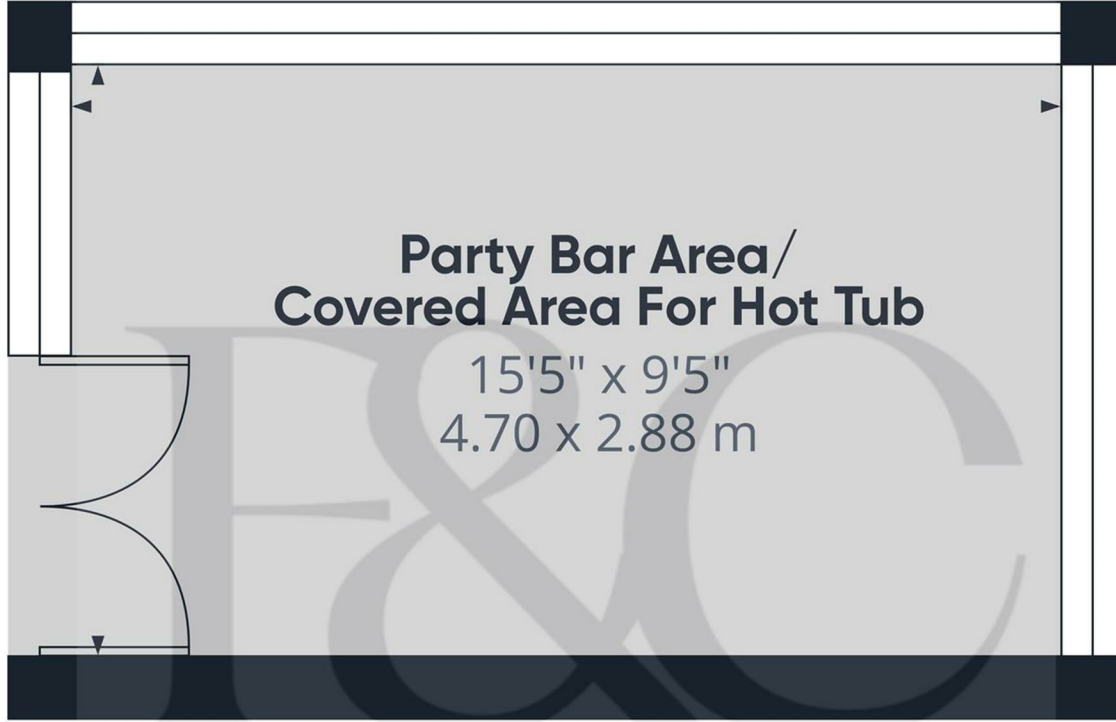 Party Bar Area/
Covered Area For Hot Tub
15'5" x 9'5"
4.70 x 2.88 m
F&C